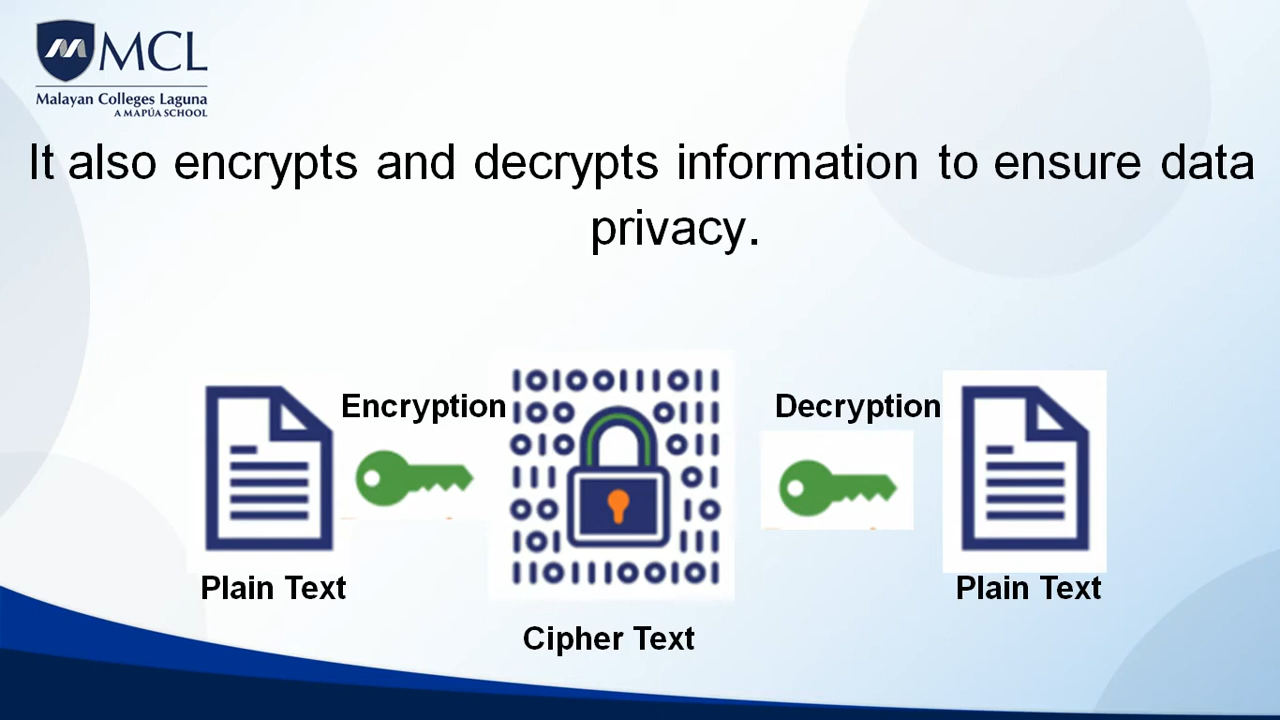 MCL
Malayan Colleges Laguna
A MAPÚA SCHOOL
It also encrypts and decrypts information to ensure data
privacy.
Encryption
Decryption
10100111011
Plain Text
Plain Text
Cipher Text